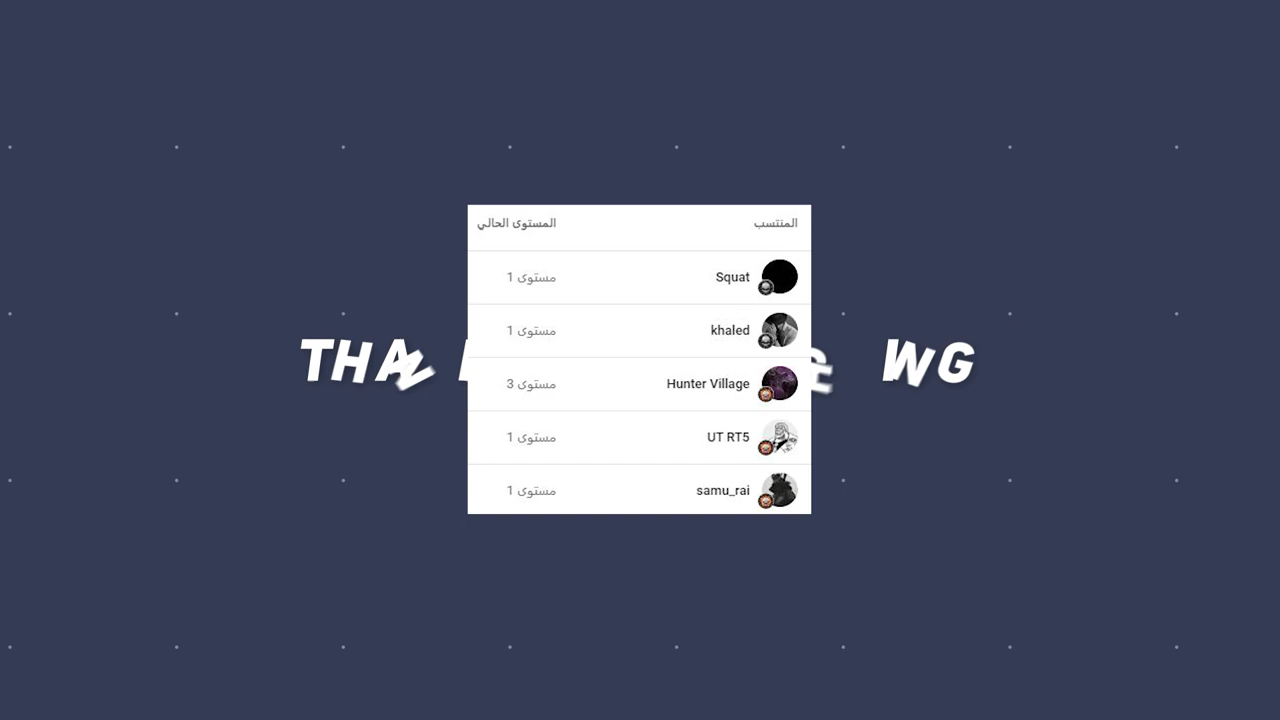 المنتسب المستوى الحالي
Squat مستوى 1
khaled مستوى 1
Hunter Village مستوى 3
UT RT5 مستوى 1
samu_rai مستوى 1